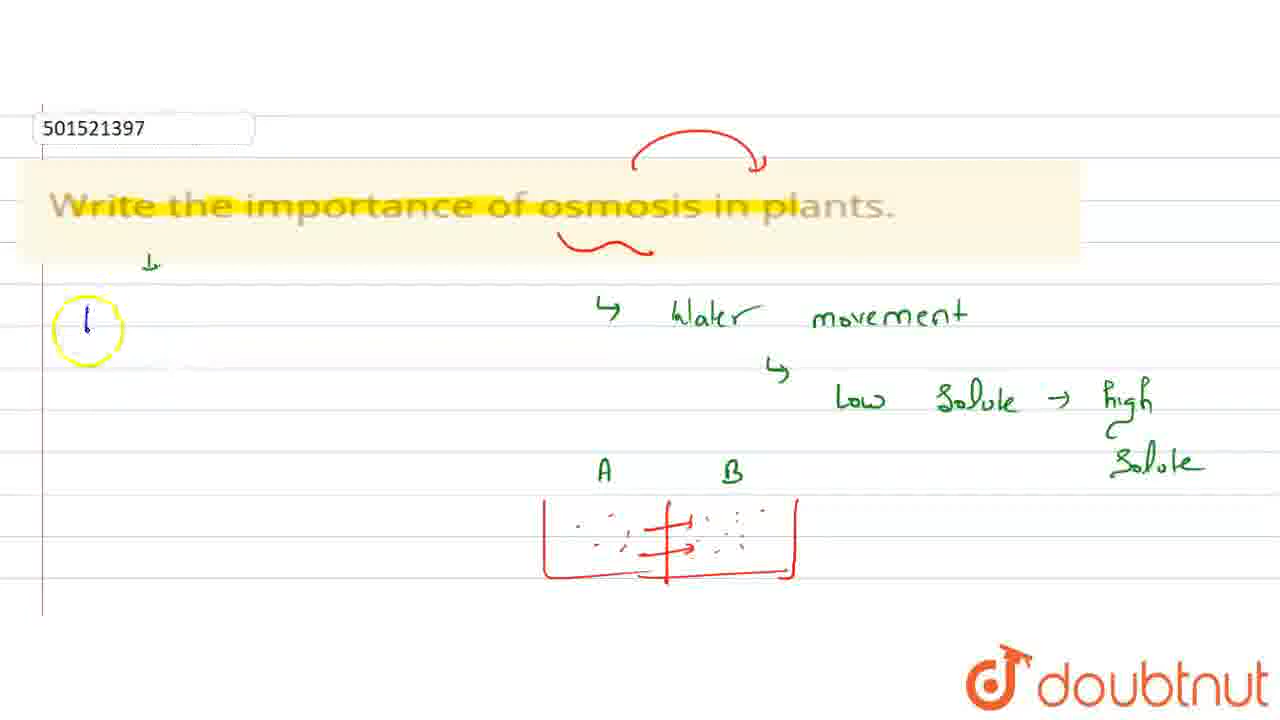 501521397
Write the importance of osmosis in plants.
↓
1
↳ Water movement
↳ Low Solute → high
Solute
A B
doubtnut